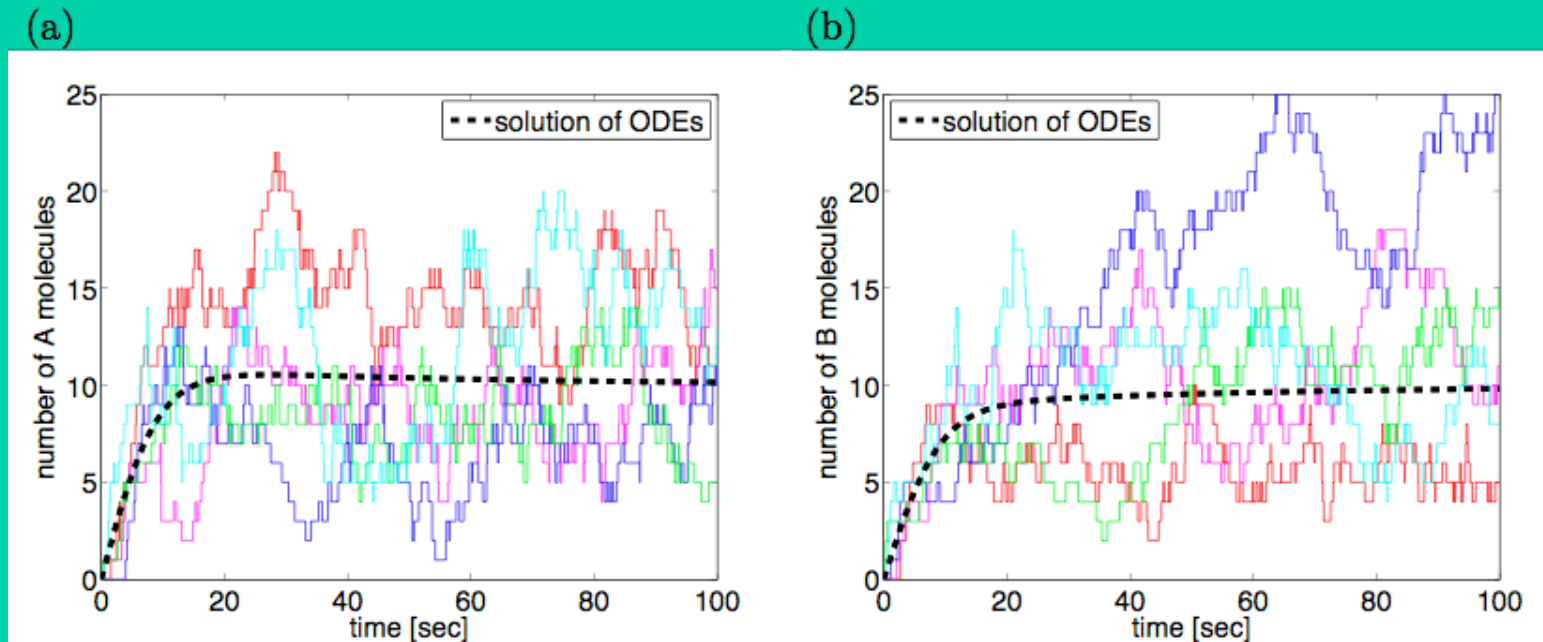 (a)
(b)
25
20
15
10
5
0
number of A molecules
solution of ODEs
0 20 40 60 80 100
time [sec]
25
20
15
10
5
0
number of B molecules
solution of ODEs
0 20 40 60 80 100
time [sec]